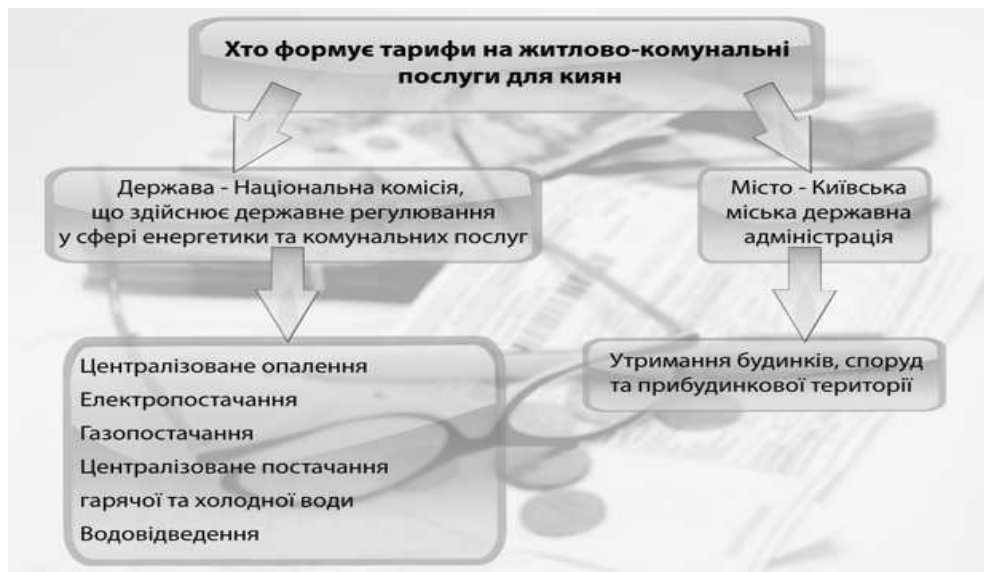 Хто формує тарифи на житлово-комунальні
послуги для киян
Держава - Національна комісія,
що здійснює державне регулювання
у сфері енергетики та комунальних послуг
Місто - Київська
міська державна
адміністрація
Централізоване опалення
Електропостачання
Газопостачання
Централізоване постачання
гарячої та холодної води
Водовідведення
Утримання будинків, споруд
та прибудинкової території